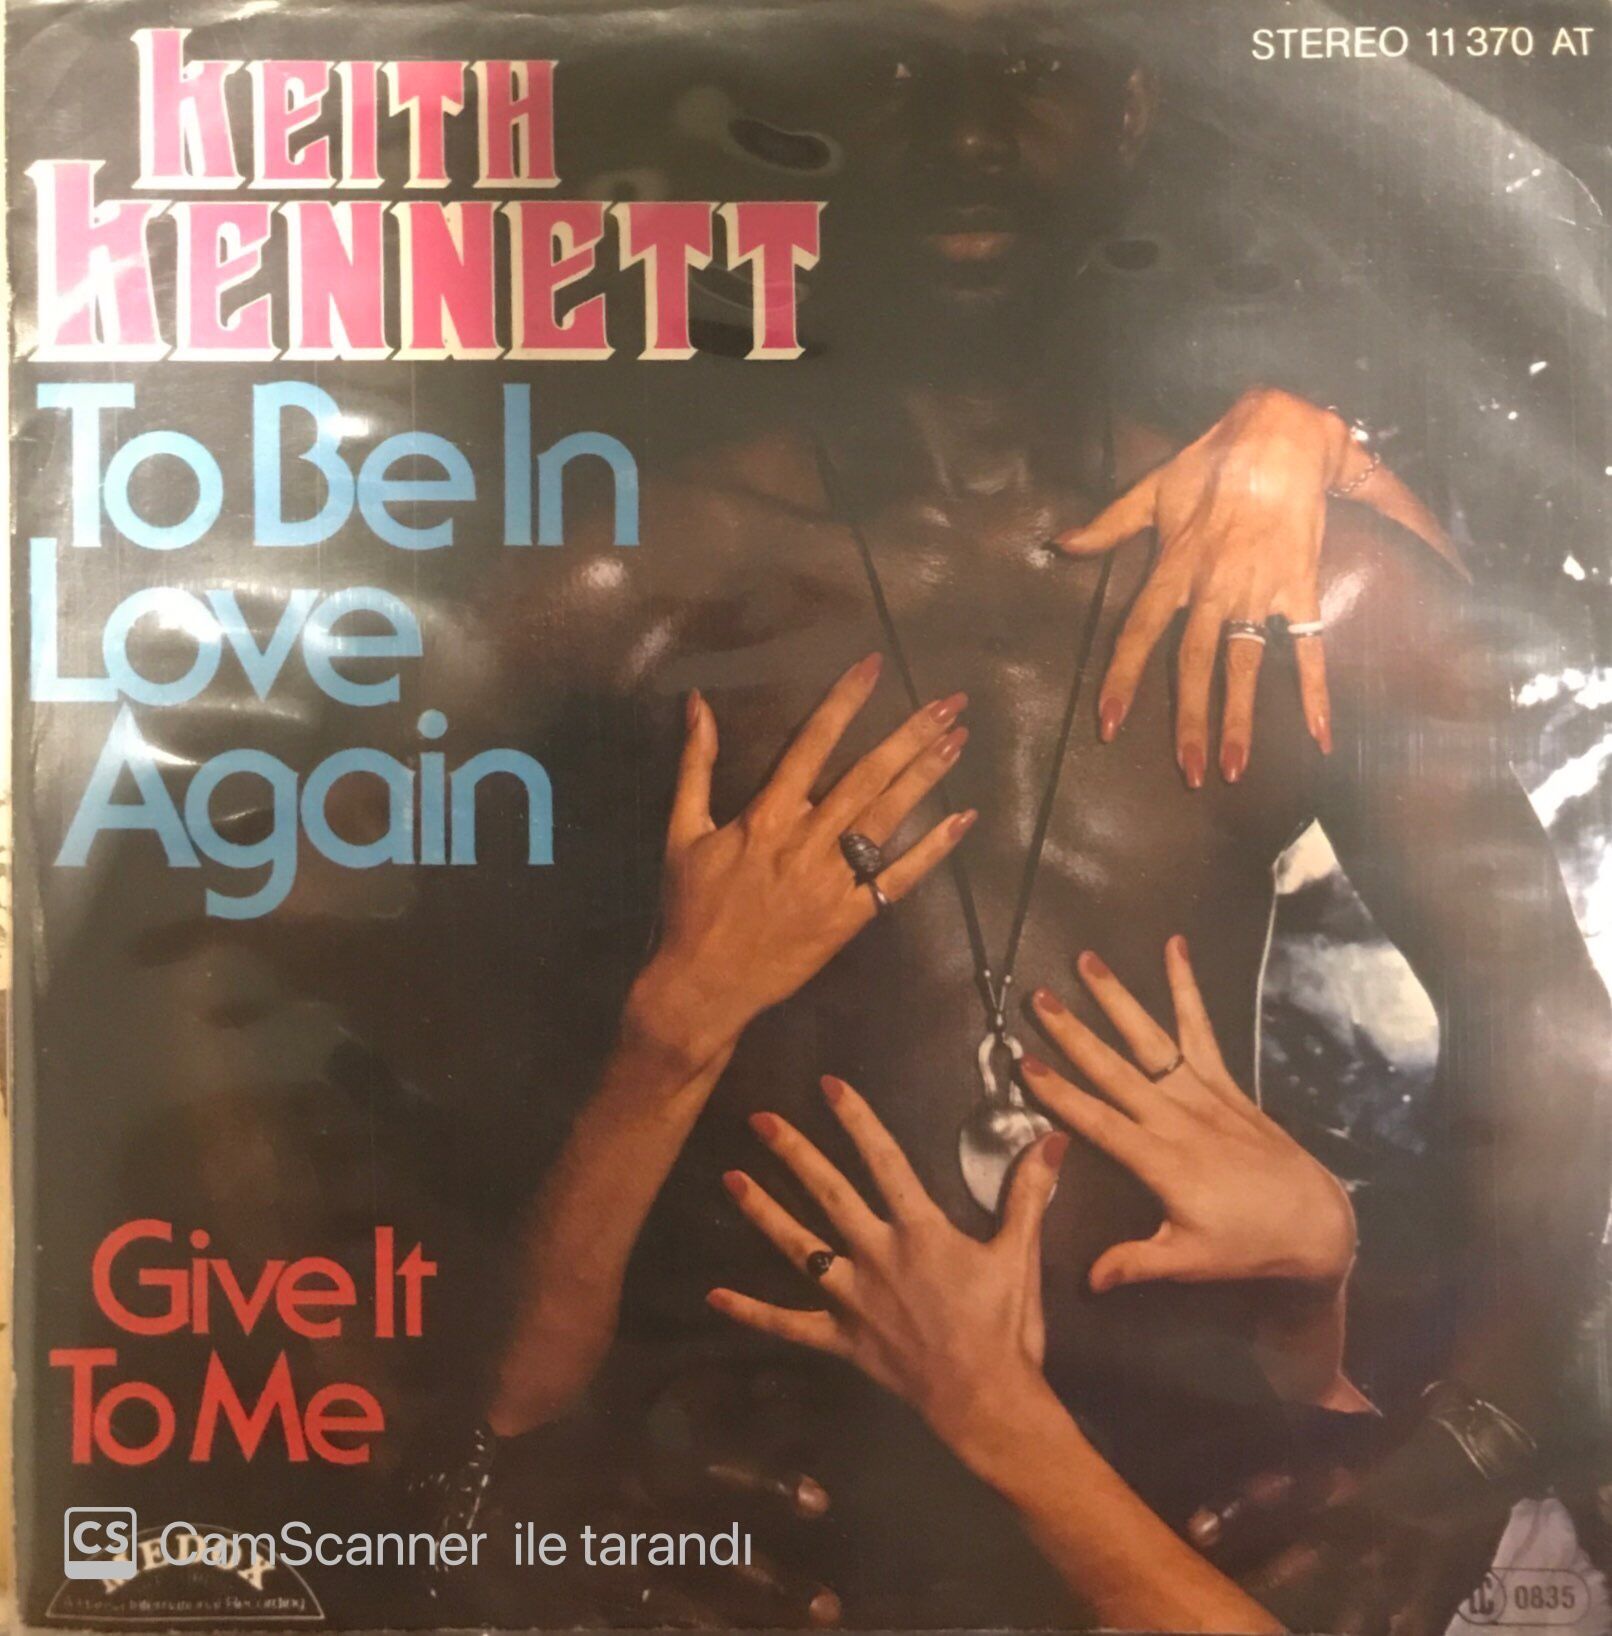 STEREO 11 370 AT
KEITH
KENNETT
To Be In
Love
Again
Give It
To Me
CS CamScanner ile tarandı
LC 0835